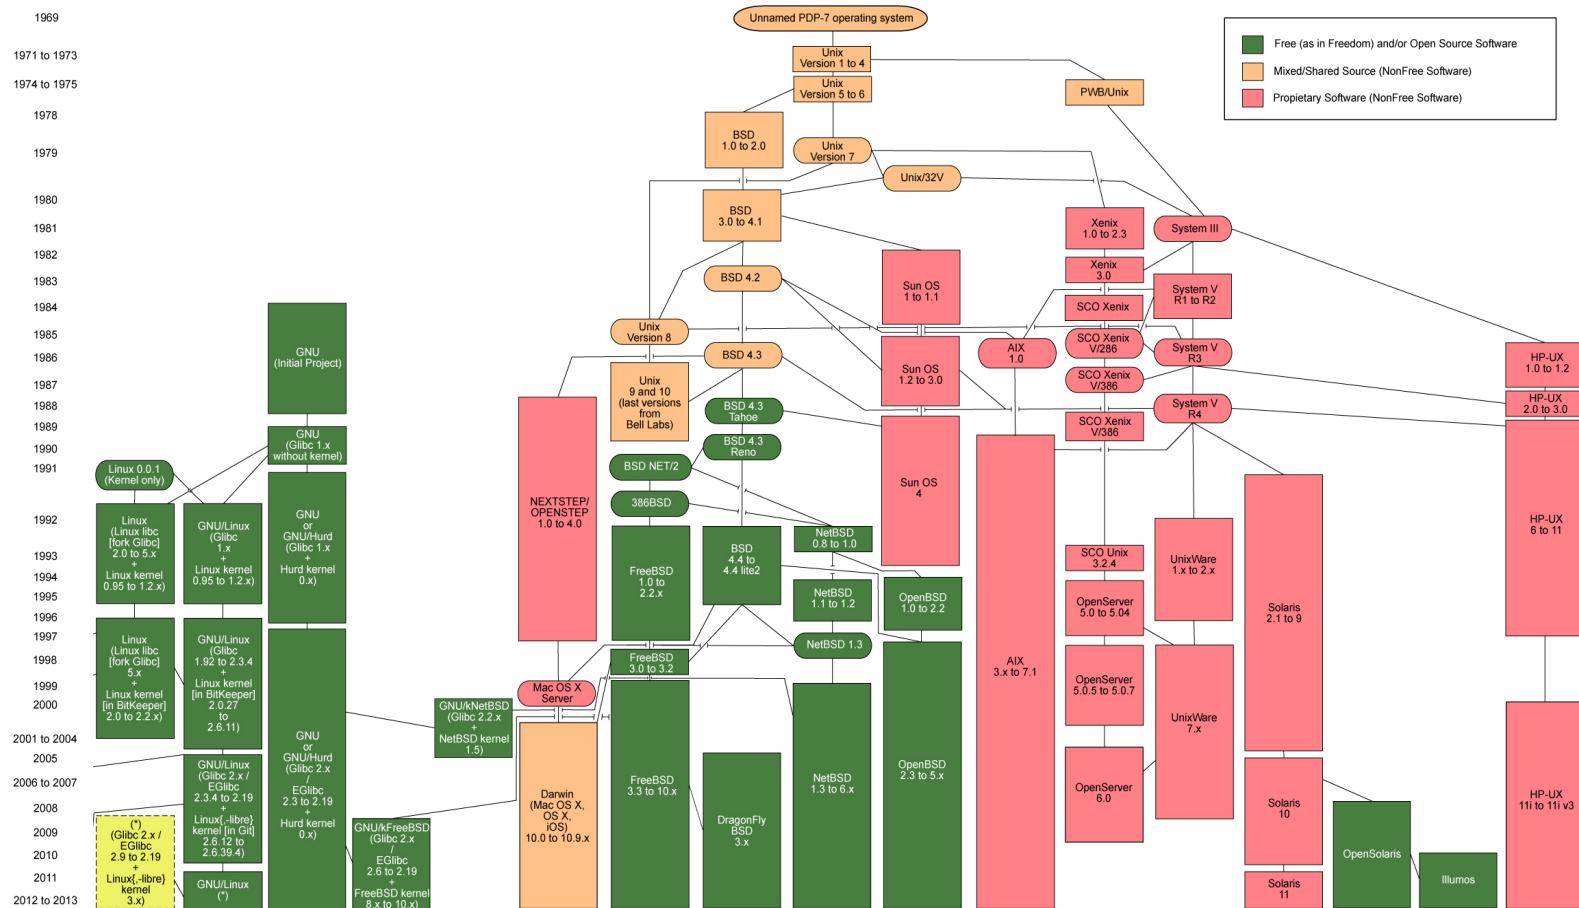 1969
1971 to 1973
1974 to 1975
1978
1979
1980
1981
1982
1983
1984
1985
1986
1987
1988
1989
1990
1991
1992
1993
1994
1995
1996
1997
1998
1999
2000
2001 to 2004
2005
2006 to 2007
2008
2009
2010
2011
2012 to 2013
Unnamed PDP-7 operating system
Free (as in Freedom) and/or Open Source Software
Mixed/Shared Source (NonFree Software)
Propietary Software (NonFree Software)
Unix
Version 1 to 4
Unix
Version 5 to 6
PWB/Unix
BSD
1.0 to 2.0
Unix
Version 7
Unix/32V
BSD
3.0 to 4.1
Xenix
1.0 to 2.3
System III
Xenix
3.0
BSD 4.2
Sun OS
1 to 1.1
System V
R1 to R2
SCO Xenix
Unix
Version 8
SCO Xenix
V/286
System V
R3
AIX
1.0
BSD 4.3
Sun OS
1.2 to 3.0
HP-UX
1.0 to 1.2
GNU
(Initial Project)
Unix
9 and 10
(last versions
from
Bell Labs)
SCO Xenix
V/386
HP-UX
2.0 to 3.0
BSD 4.3
Tahoe
System V
R4
SCO Xenix
V/386
GNU
(Glibc 1.x
without kernel)
BSD 4.3
Reno
BSD NET/2
Linux 0.0.1
(Kernel only)
386BSD
NEXTSTEP/
OPENSTEP
1.0 to 4.0
Sun OS
4
HP-UX
6 to 11
Linux
(Linux libc
[fork Glibc]
2.0 to 5.x
+
Linux kernel
0.95 to 1.2.x)
GNU/Linux
(Glibc
1.x
+
Linux kernel
0.95 to 1.2.x)
GNU
or
GNU/Hurd
(Glibc 1.x
+
Hurd kernel
0.x)
FreeBSD
1.0 to
2.2.x
BSD
4.4 to
4.4 lite2
NetBSD
0.8 to 1.0
NetBSD
1.1 to 1.2
OpenBSD
1.0 to 2.2
SCO Unix
3.2.4
UnixWare
1.x to 2.x
OpenServer
5.0 to 5.04
Solaris
2.1 to 9
Linux
(Linux libc
[fork Glibc]
5.x
+
Linux kernel
[in BitKeeper]
2.0 to 2.2.x)
GNU/Linux
(Glibc
1.92 to 2.3.4
+
Linux kernel
[in BitKeeper]
2.0.27
to
2.6.11)
NetBSD 1.3
FreeBSD
3.0 to 3.2
AIX
3.x to 7.1
OpenServer
5.0.5 to 5.0.7
Mac OS X
Server
GNU/kNetBSD
(Glibc 2.2.x
+
NetBSD kernel
1.5)
UnixWare
7.x
GNU
or
GNU/Hurd
(Glibc 2.x
/
EGlibc
2.3 to 2.19
+
Hurd kernel
0.x)
GNU/Linux
(Glibc 2.x /
EGlibc
2.3.4 to 2.19
+
Linux{,-libre}
kernel [in Git]
2.6.12 to
2.6.39.4)
Darwin
(Mac OS X,
OS X,
iOS)
10.0 to 10.9.x
FreeBSD
3.3 to 10.x
DragonFly
BSD
3.x
NetBSD
1.3 to 6.x
OpenBSD
2.3 to 5.x
OpenServer
6.0
Solaris
10
HP-UX
11i to 11i v3
(*)
(Glibc 2.x /
EGlibc
2.9 to 2.19
+
Linux{,-libre}
kernel
3.x)
GNU/Linux
(*)
GNU/kFreeBSD
(Glibc 2.x
/
EGlibc
2.6 to 2.19
+
FreeBSD kernel
8.x to 10.x)
OpenSolaris
Illumos
Solaris
11